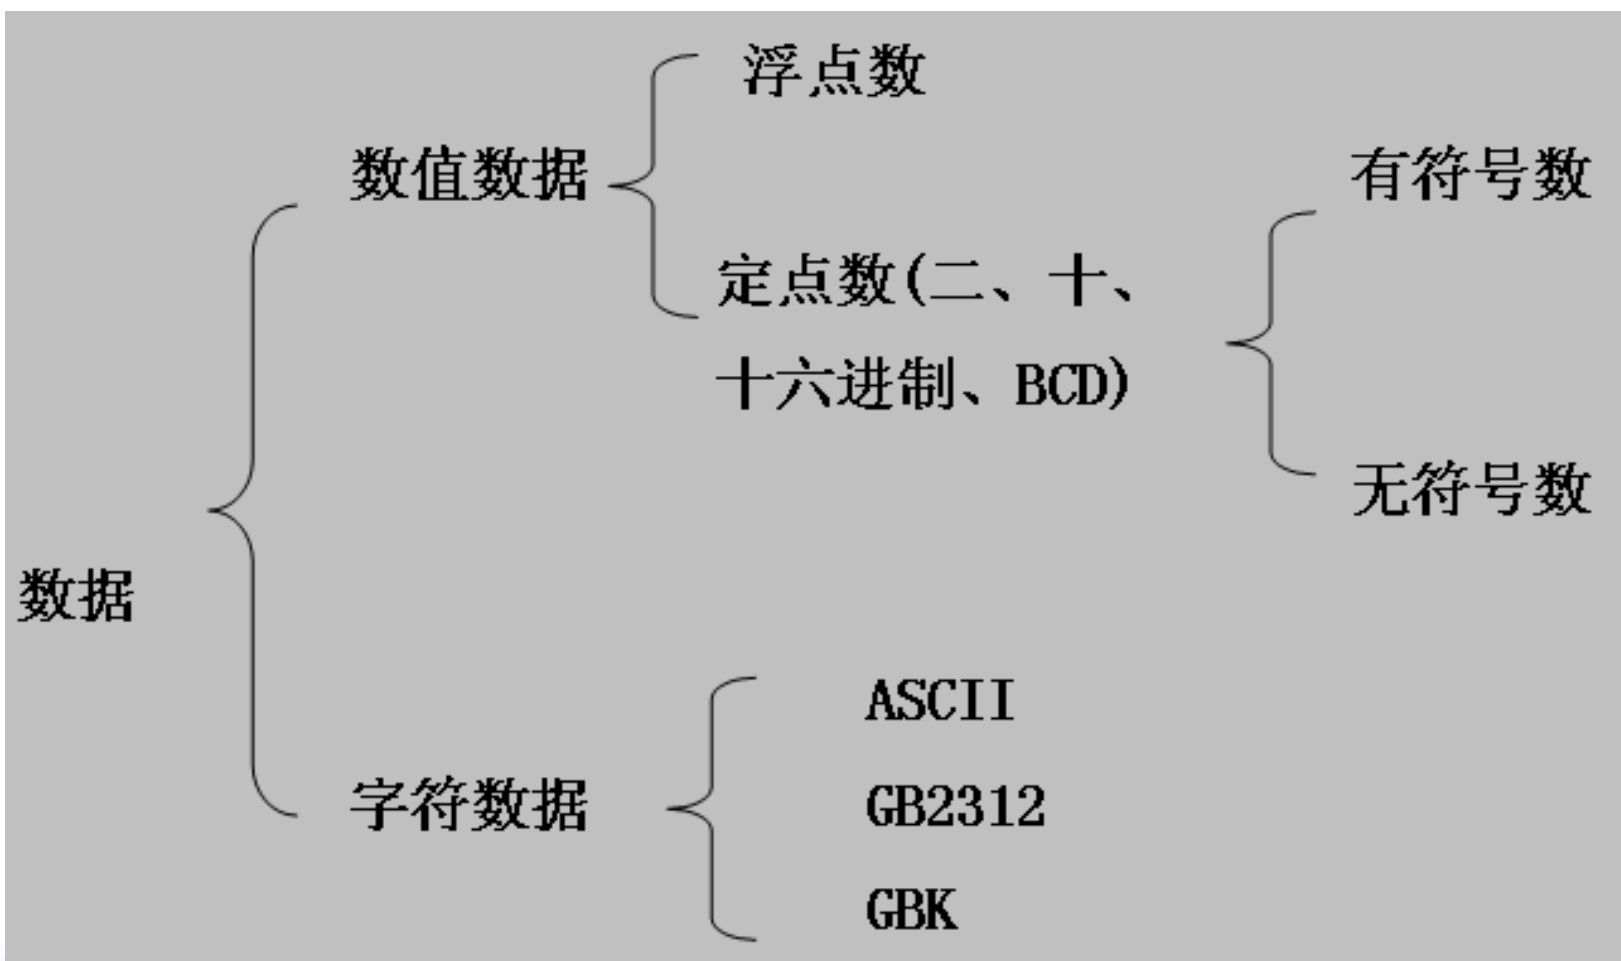 浮点数
数值数据
有符号数
定点数(二、十、
十六进制、BCD)
无符号数
数据
ASCII
字符数据
GB2312
GBK